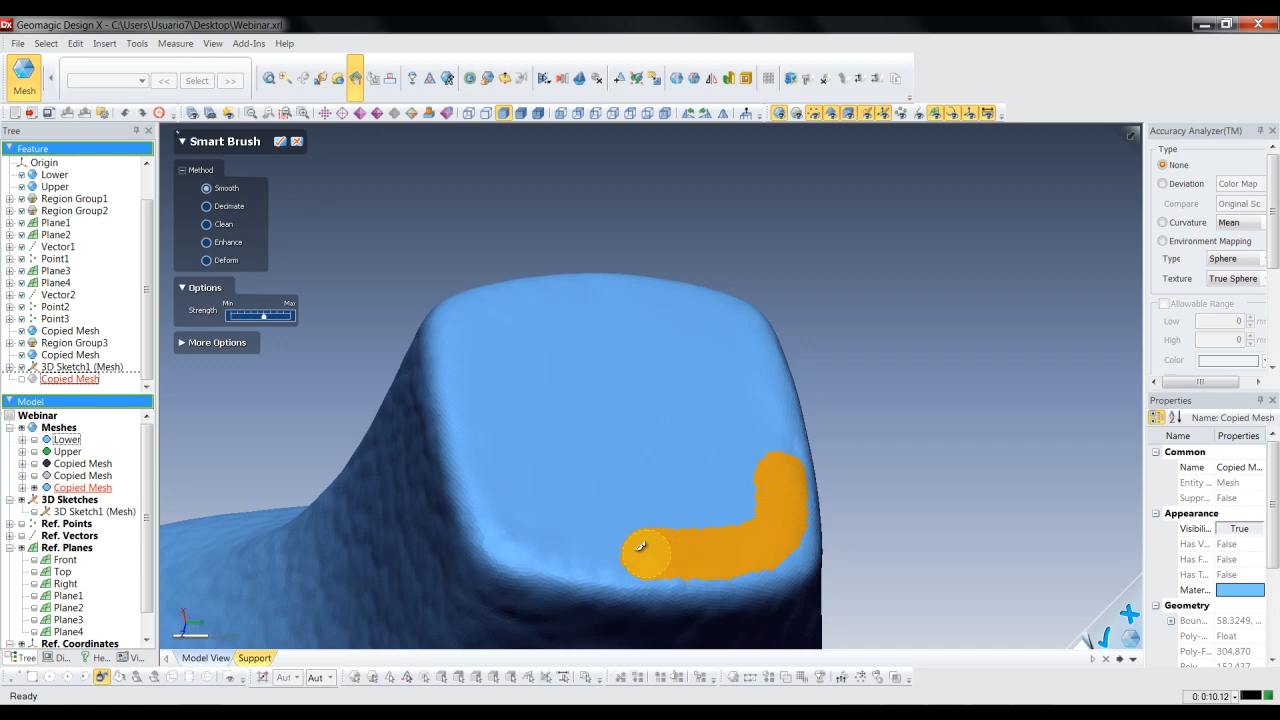 Geomagic Design X - C:\Users\Usuario7\Desktop\Webinar.xrl
File Select Edit Insert Tools Measure View Add-Ins Help
Mesh
<< Select >>
Tree
Feature
Origin
Lower
Upper
Region Group1
Region Group2
Plane1
Plane2
Vector1
Point1
Plane3
Plane4
Vector2
Point2
Point3
Copied Mesh
Region Group3
Copied Mesh
3D Sketch1 (Mesh)
Copied Mesh
Model
Webinar
Meshes
Lower
Upper
Copied Mesh
Copied Mesh
Copied Mesh
3D Sketches
3D Sketch1 (Mesh)
Ref. Points
Ref. Vectors
Ref. Planes
Front
Top
Right
Plane1
Plane2
Plane3
Plane4
Ref. Coordinates
Tree Di... He... Vi...
Smart Brush
Method
Smooth
Decimate
Clean
Enhance
Deform
Options
Min Max
Strength
More Options
Accuracy Analyzer(TM)
Type
None
Deviation Color Map
Compare Original Sc
Curvature Mean
Environment Mapping
Type Sphere
Texture True Sphere
Allowable Range
Low 0
High 0
Color
Properties
Name: Copied Mesh
Name Properties
Common
Name Copied M...
Entity ... Mesh
Suppr... False
Appearance
Visibili... True
Has V... False
Has F... False
Has T... False
Mater...
Geometry
Boun... 58.3249, ...
Poly-... Float
Poly-F... 304,870
Model View Support
Aut Aut
Ready
0: 0:10.12